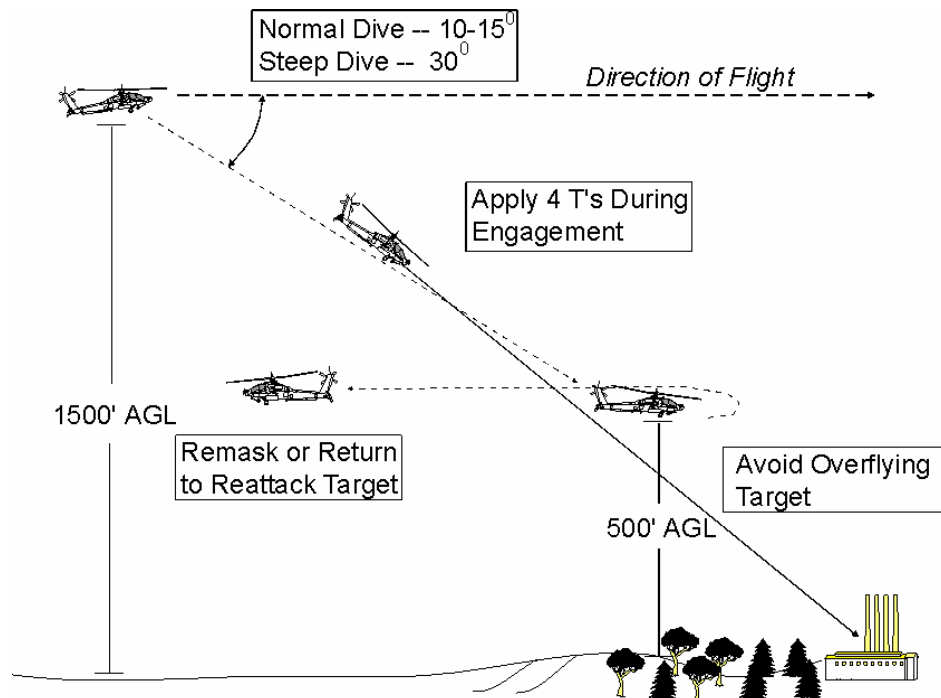 Normal Dive -- 10-15⁰
Steep Dive -- 30⁰
Direction of Flight
Apply 4 T's During
Engagement
1500' AGL
Remask or Return
to Reattack Target
Avoid Overflying
Target
500' AGL